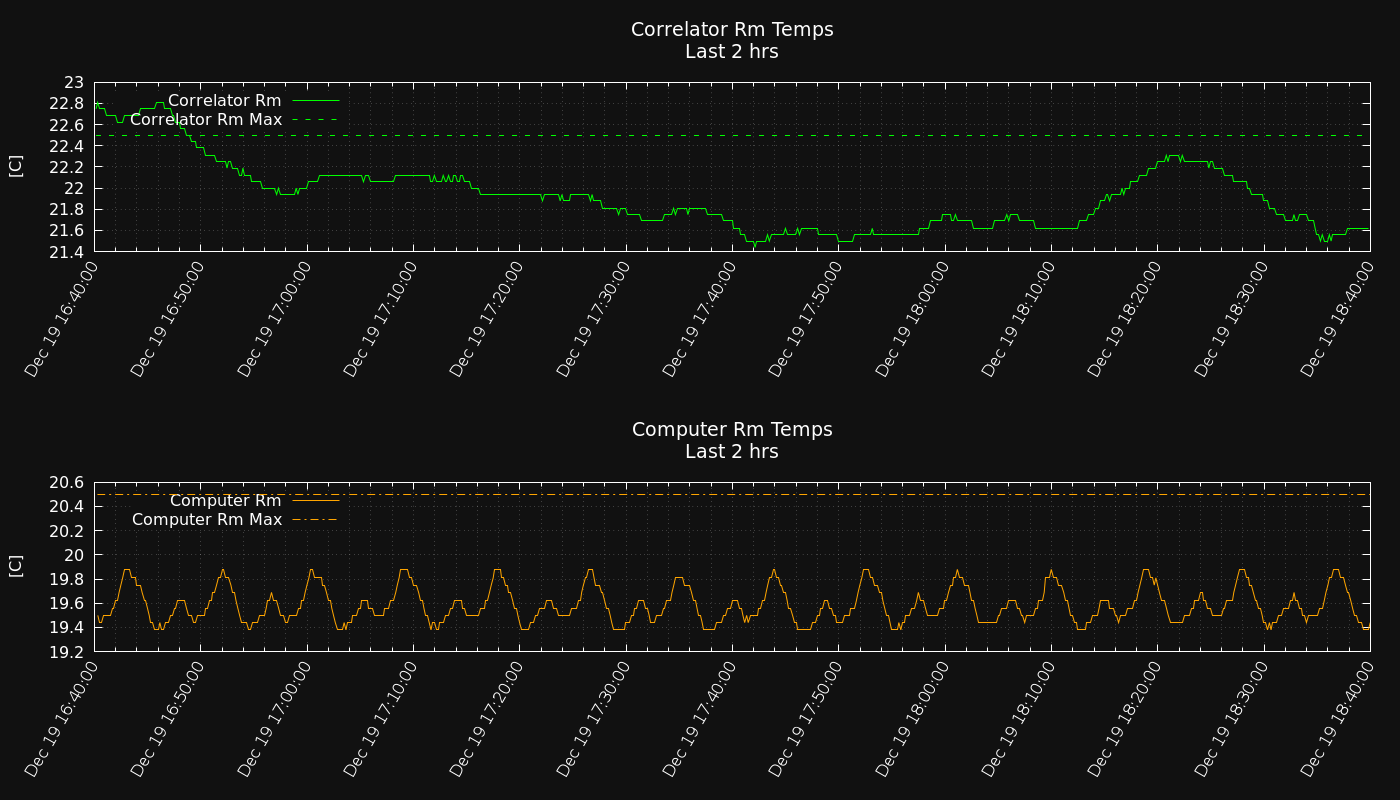 Correlator Rm Temps
Last 2 hrs
23
22.8
22.6
22.4
22.2
22
21.8
21.6
21.4
[C]
Correlator Rm
Correlator Rm Max
Dec 19 16:40:00
Dec 19 16:50:00
Dec 19 17:00:00
Dec 19 17:10:00
Dec 19 17:20:00
Dec 19 17:30:00
Dec 19 17:40:00
Dec 19 17:50:00
Dec 19 18:00:00
Dec 19 18:10:00
Dec 19 18:20:00
Dec 19 18:30:00
Dec 19 18:40:00
Computer Rm Temps
Last 2 hrs
20.6
20.4
20.2
20
19.8
19.6
19.4
19.2
[C]
Computer Rm
Computer Rm Max
Dec 19 16:40:00
Dec 19 16:50:00
Dec 19 17:00:00
Dec 19 17:10:00
Dec 19 17:20:00
Dec 19 17:30:00
Dec 19 17:40:00
Dec 19 17:50:00
Dec 19 18:00:00
Dec 19 18:10:00
Dec 19 18:20:00
Dec 19 18:30:00
Dec 19 18:40:00